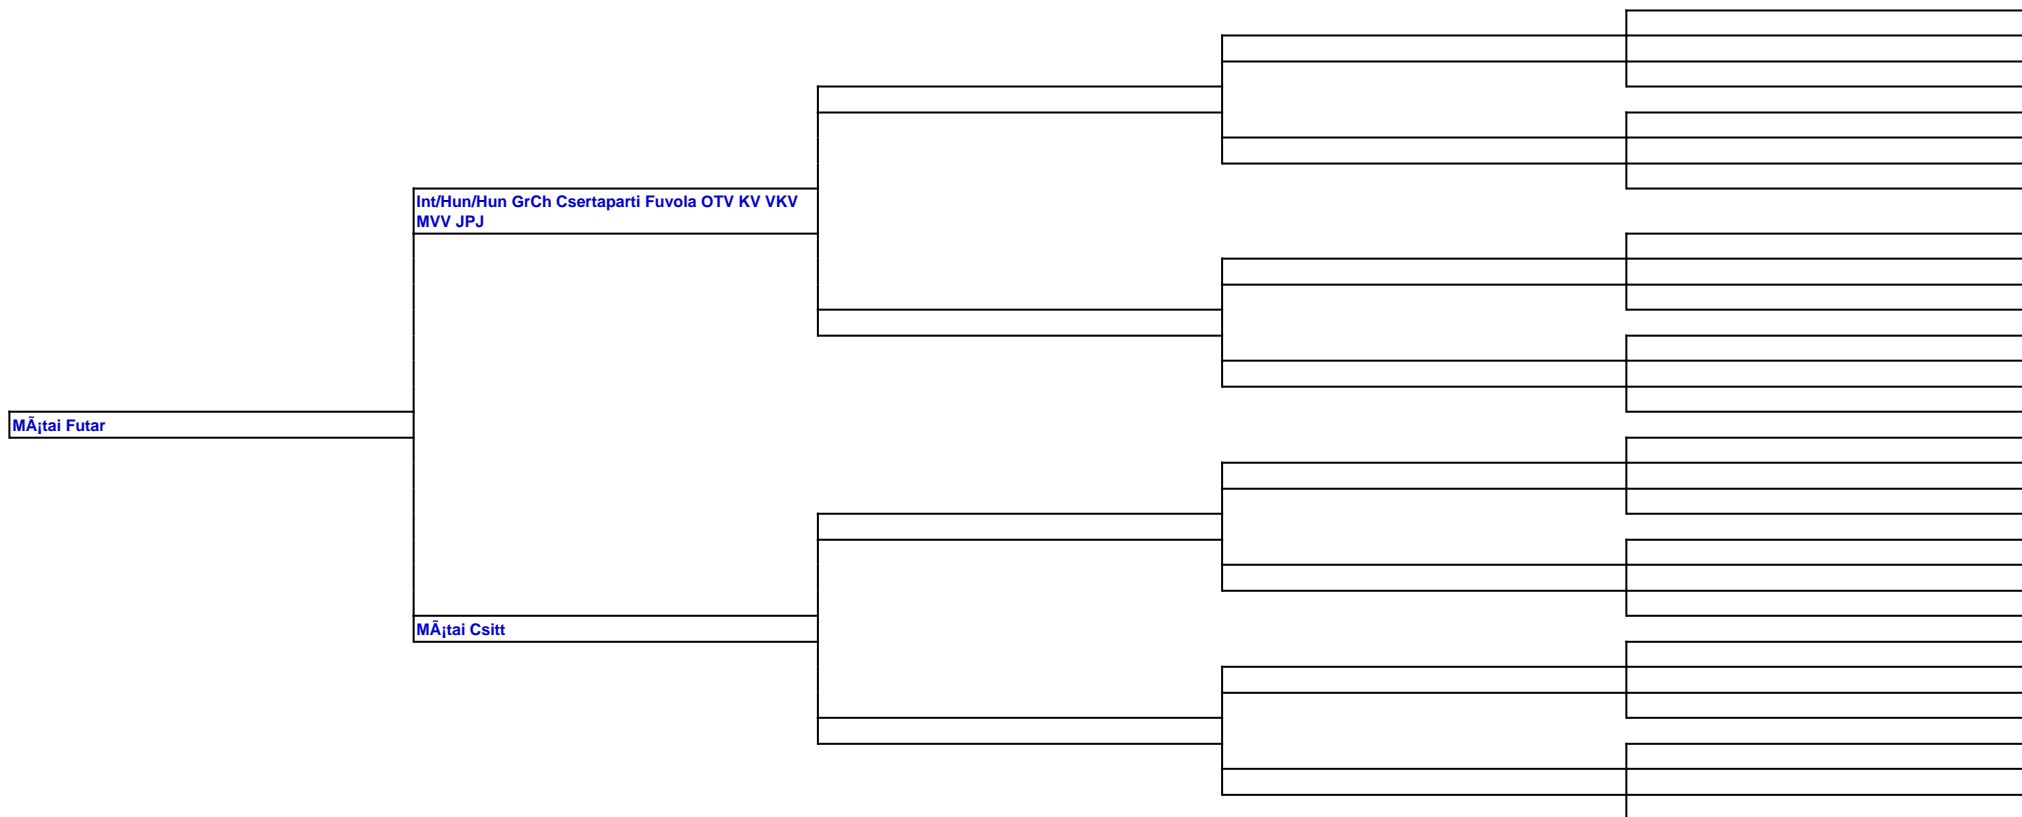 Int/Hun/Hun GrCh Csertaparti Fuvola OTV KV VKV
MVV JPJ
MÃ¡tai Futar
MÃ¡tai Csitt